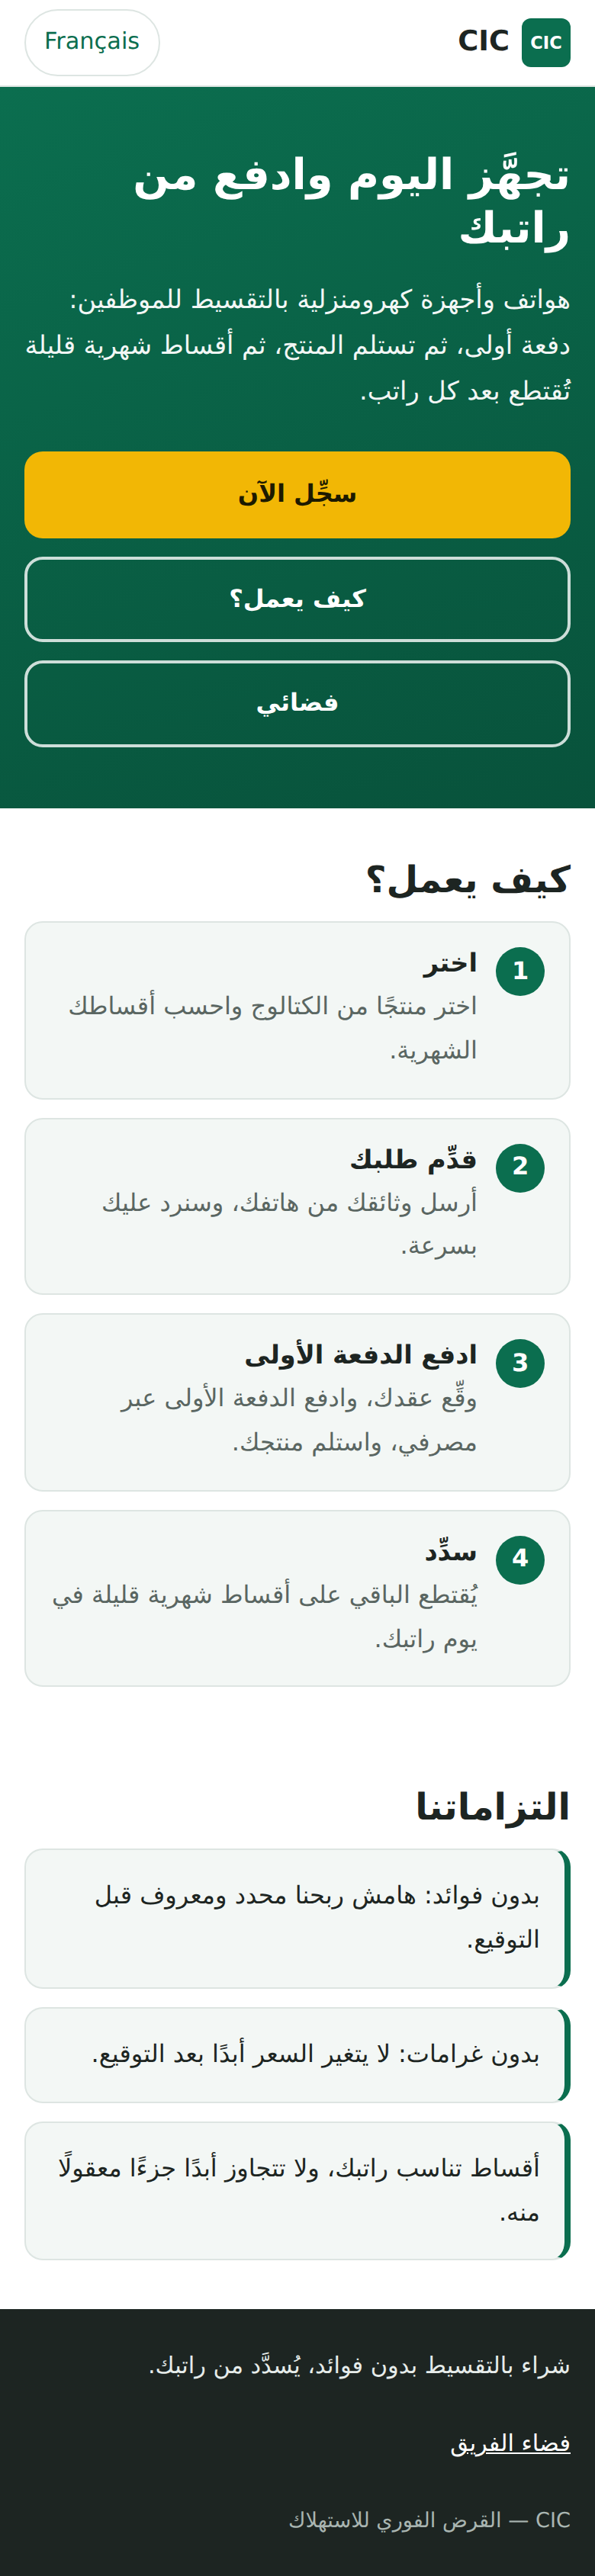 CIC CIC
Français
تجهَّز اليوم وادفع من
راتبك
هواتف وأجهزة كهرومنزلية بالتقسيط للموظفين:
دفعة أولى، ثم تستلم المنتج، ثم أقساط شهرية قليلة
تُقتطع بعد كل راتب.
سجِّل الآن
كيف يعمل؟
فضائي
كيف يعمل؟
1
اختر
اختر منتجًا من الكتالوج واحسب أقساطك
الشهرية.
2
قدِّم طلبك
أرسل وثائقك من هاتفك، وسنرد عليك
بسرعة.
3
ادفع الدفعة الأولى
وقِّع عقدك، وادفع الدفعة الأولى عبر
مصرفي، واستلم منتجك.
4
سدِّد
يُقتطع الباقي على أقساط شهرية قليلة في
يوم راتبك.
التزاماتنا
بدون فوائد: هامش ربحنا محدد ومعروف قبل
التوقيع.
بدون غرامات: لا يتغير السعر أبدًا بعد التوقيع.
أقساط تناسب راتبك، ولا تتجاوز أبدًا جزءًا معقولًا
منه.
شراء بالتقسيط بدون فوائد، يُسدَّد من راتبك.
فضاء الفريق
CIC — القرض الفوري للاستهلاك